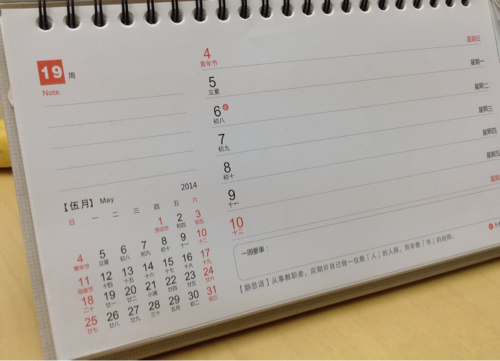 19 周
Note:
4 星期日
青年节
5 星期一
立夏
6 星期二
初八
7 星期三
初九
8 星期四
初十
9 星期五
十一
10
十二
【伍月】May 2014
日 一 二 三 四 五 六
1 2 3
劳动节 初四 初五
4 5 6 7 8 9 10
青年节 立夏 初八 初九 初十 十一 十二
11 12 13 14 15 16 17
母亲节 十四 十五 十六 十七 十八 十九
18 19 20 21 22 23 24
二十 廿一 廿二 小满 廿四 廿五 廿六
25 26 27 28 29 30 31
廿七 廿八 廿九 三十 初一 初二 初三
一周要事：
【静思语】从事教职者，应期许自己做一位教「人」的人师，而非教「书」的经师。